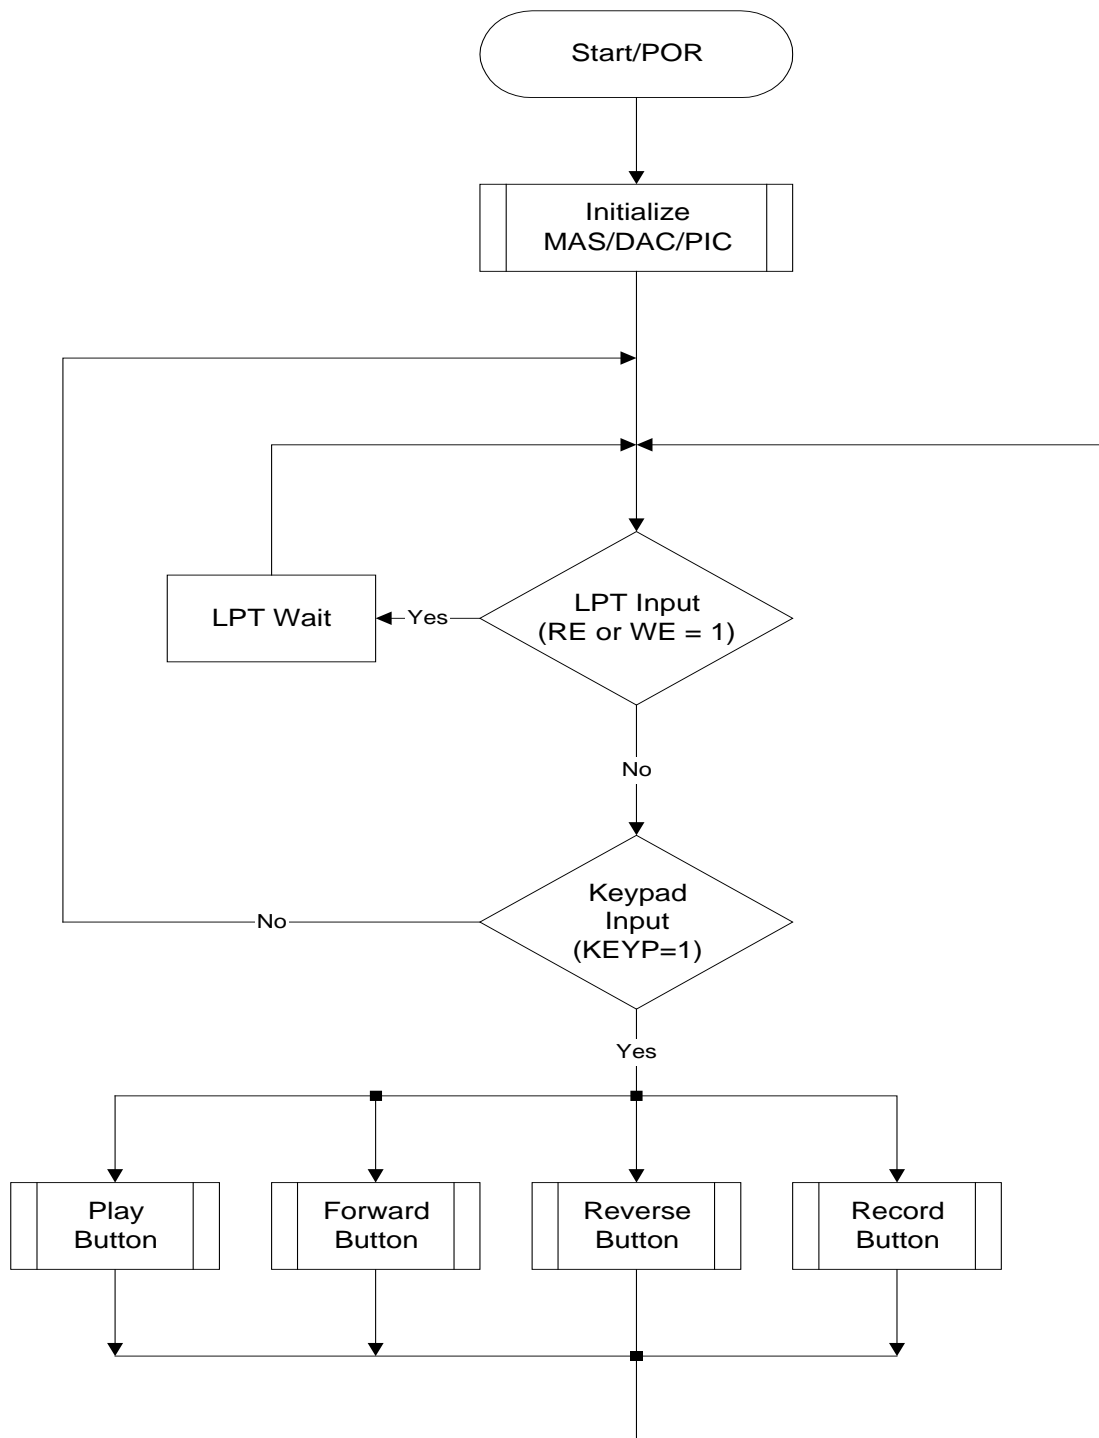 Start/POR
Initialize
MAS/DAC/PIC
LPT Wait
Yes
LPT Input
(RE or WE = 1)
No
Keypad
Input
(KEYP=1)
No
Yes
Play
Button
Forward
Button
Reverse
Button
Record
Button